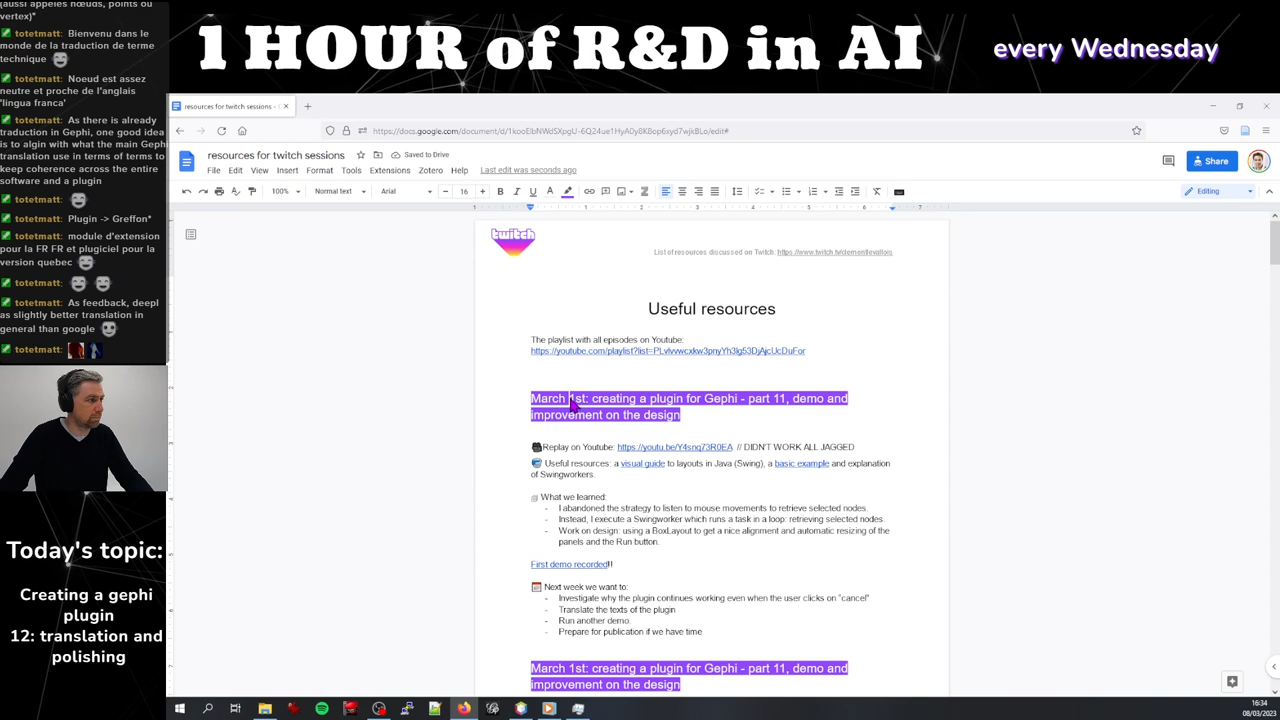 (aussi appelés nœuds, points ou
vertex)*
totetmatt: Bienvenu dans le
monde de la traduction de terme
technique
totetmatt: Noeud est assez
neutre et proche de l'anglais
'lingua franca'
totetmatt: As there is already
traduction in Gephi, one good idea
is to algin with what the main Gephi
translation use in terms of terms to
keep coherence across the entire
software and a plugin
totetmatt:
totetmatt: Plugin -> Greffon*
totetmatt: module d'extension
pour la FR FR et plugiciel pour la
version quebec
totetmatt:
totetmatt: As feedback, deepl
as slightly better translation in
general than google
totetmatt:
Today's topic:
Creating a gephi
plugin
12: translation and
polishing
1 HOUR of R&D in AI
every Wednesday
resources for twitch sessions -
resources for twitch sessions
Saved to Drive
File Edit View Insert Format Tools Extensions Zotero Help Last edit was seconds ago
Share
100% Normal text Arial 16 Editing
twitch
List of resources discussed on Twitch: https://www.twitch.tv/clementlevallois
Useful resources
The playlist with all episodes on Youtube:
March 1st: creating a plugin for Gephi - part 11, demo and
improvement on the design
Replay on Youtube: https://youtu.be/Y4snq73R0EA // DIDN'T WORK ALL JAGGED
Useful resources: a visual guide to layouts in Java (Swing), a basic example and explanation
of Swingworkers.
What we learned:
- I abandoned the strategy to listen to mouse movements to retrieve selected nodes.
- Instead, I execute a Swingworker which runs a task in a loop: retrieving selected nodes.
- Work on design: using a BoxLayout to get a nice alignment and automatic resizing of the
panels and the Run button.
First demo recorded!!
Next week we want to:
- Investigate why the plugin continues working even when the user clicks on "cancel"
- Translate the texts of the plugin
- Run another demo.
- Prepare for publication if we have time
March 1st: creating a plugin for Gephi - part 11, demo and
improvement on the design
16:34
08/03/2023